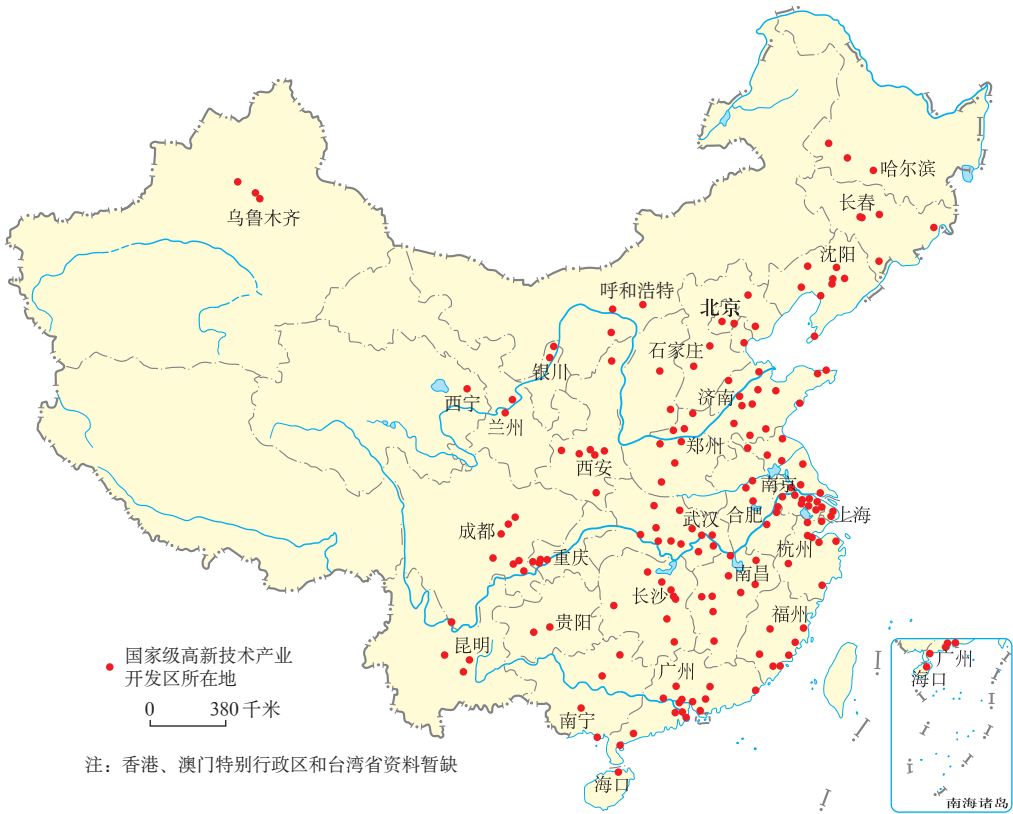 哈尔滨
长春
乌鲁木齐
沈阳
呼和浩特
北京
石家庄
银川
济南
西宁
兰州
郑州
西安
南京
成都
武汉
合肥
上海
重庆
杭州
南昌
长沙
贵阳
福州
昆明
国家级高新技术产业
开发区所在地
广州
广州
海口
0 380千米
南宁
注：香港、澳门特别行政区和台湾省资料暂缺
海口
南海诸岛